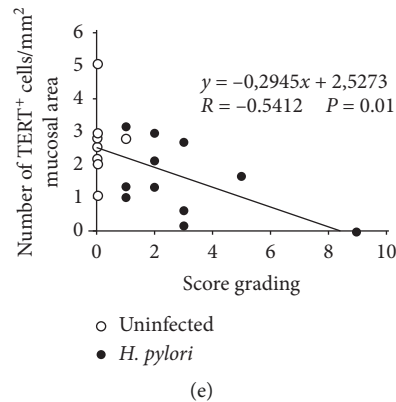 Number of TERT⁺ cells/mm²
mucosal area
6
5
4
3
2
1
0
y = –0,2945x + 2,5273
R = –0.5412 P = 0.01
0 2 4 6 8 10
Score grading
Uninfected
H. pylori
(e)